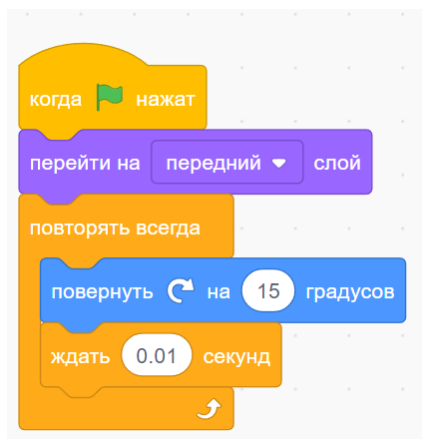 когда нажат
перейти на передний слой
повторять всегда
повернуть на 15 градусов
ждать 0.01 секунд